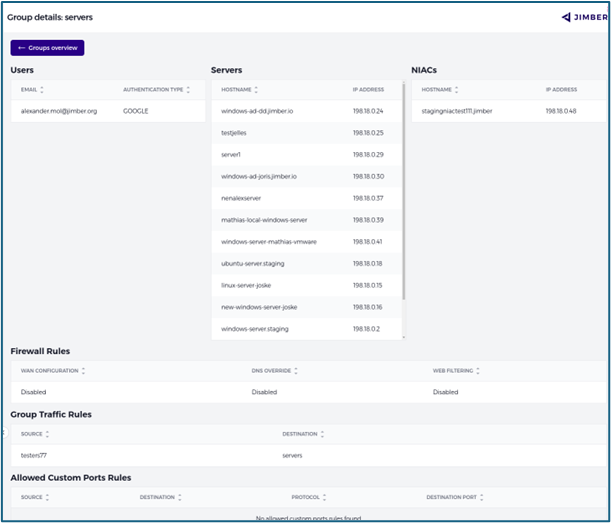 Group details: servers
JIMBER
← Groups overview
Users
EMAIL AUTHENTICATION TYPE
alexander.mol@jimber.org GOOGLE
Servers
HOSTNAME IP ADDRESS
windows-ad-dd.jimber.io 198.18.0.24
testjelles 198.18.0.25
server1 198.18.0.29
windows-ad-joris.jimber.io 198.18.0.30
nenalexserver 198.18.0.37
mathias-local-windows-server 198.18.0.39
windows-server-mathias-vmware 198.18.0.41
ubuntu-server.staging 198.18.0.18
linux-server-joske 198.18.0.15
new-windows-server-joske 198.18.0.16
windows-server.staging 198.18.0.2
NIACs
HOSTNAME IP ADDRESS
stagingniactest111.jimber 198.18.0.48
Firewall Rules
WAN CONFIGURATION DNS OVERRIDE WEB FILTERING
Disabled Disabled Disabled
Group Traffic Rules
SOURCE DESTINATION
testers77 servers
Allowed Custom Ports Rules
SOURCE DESTINATION PROTOCOL DESTINATION PORT
No allowed custom ports rules found